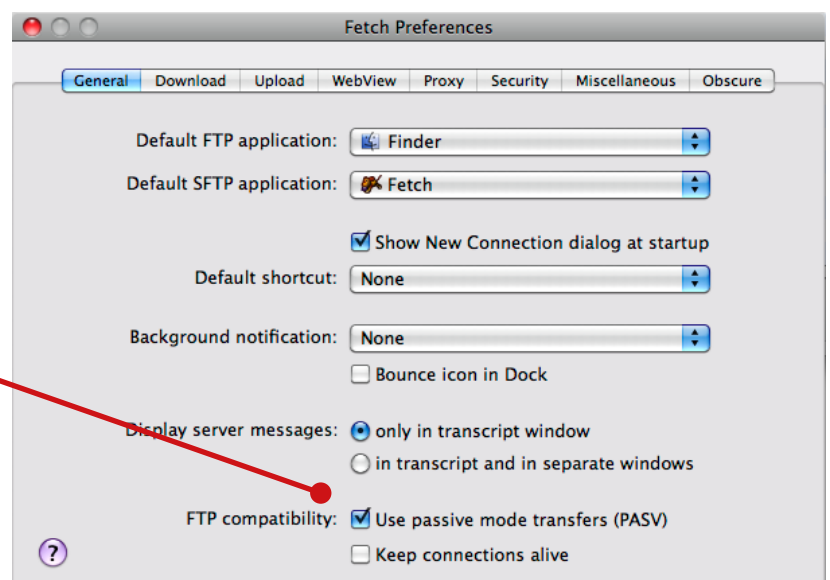 Fetch Preferences
General Download Upload WebView Proxy Security Miscellaneous Obscure
Default FTP application: Finder
Default SFTP application: Fetch
Show New Connection dialog at startup
Default shortcut: None
Background notification: None
Bounce icon in Dock
Display server messages: only in transcript window
in transcript and in separate windows
FTP compatibility: Use passive mode transfers (PASV)
? Keep connections alive